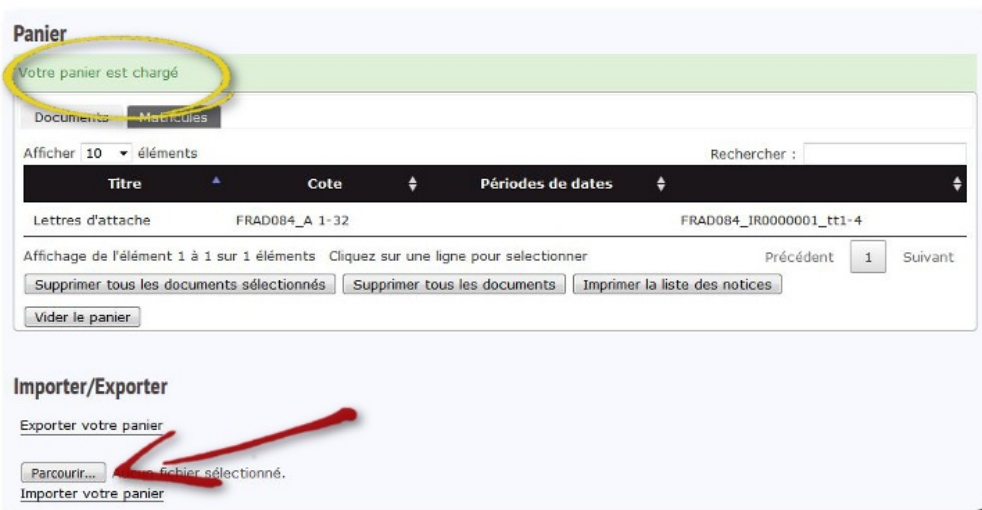 Panier
Votre panier est chargé
Documents Matricules
Afficher 10 éléments Rechercher :
Titre Cote Périodes de dates
Lettres d'attache FRAD084_A 1-32 FRAD084_IR0000001_tt1-4
Affichage de l'élément 1 à 1 sur 1 éléments Cliquez sur une ligne pour selectionner Précédent 1 Suivant
Supprimer tous les documents sélectionnés Supprimer tous les documents Imprimer la liste des notices
Vider le panier
Importer/Exporter
Exporter votre panier
Parcourir... fichier sélectionné.
Importer votre panier